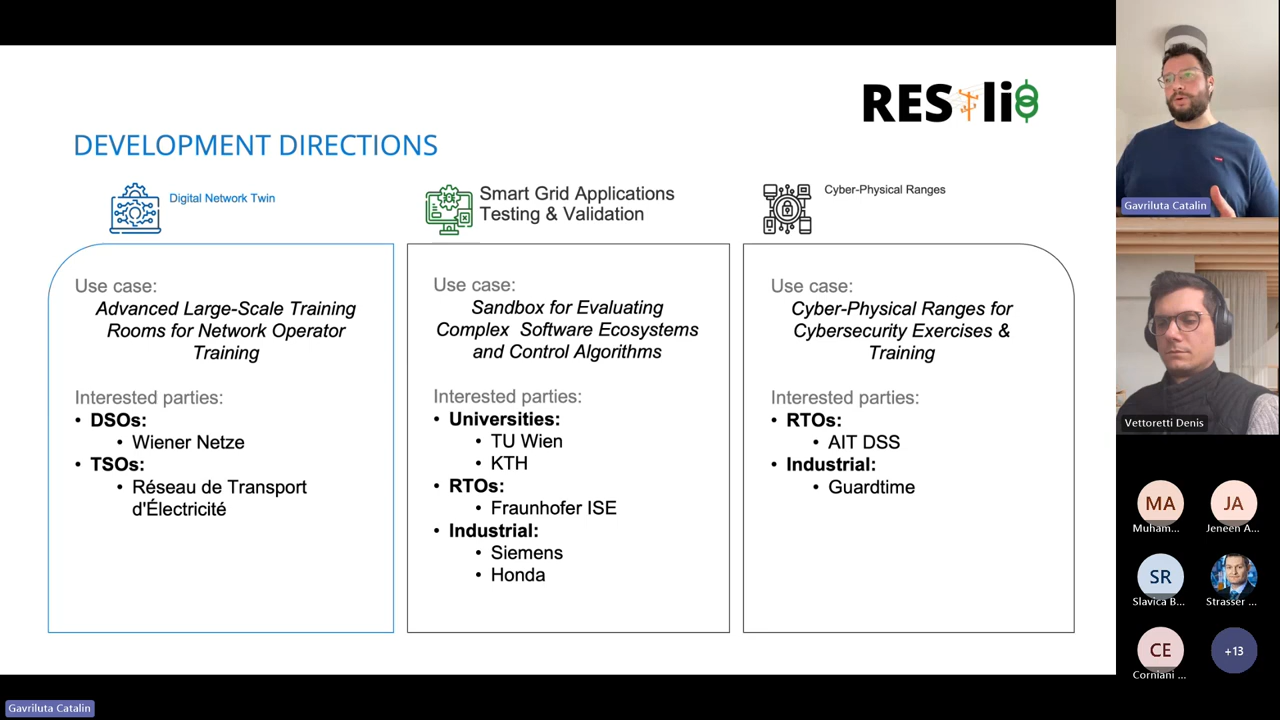 RESili8
DEVELOPMENT DIRECTIONS
Digital Network Twin
Smart Grid Applications
Testing & Validation
Cyber-Physical Ranges
Use case:
Advanced Large-Scale Training
Rooms for Network Operator
Training
Interested parties:
• DSOs:
• Wiener Netze
• TSOs:
• Réseau de Transport
d'Électricité
Use case:
Sandbox for Evaluating
Complex Software Ecosystems
and Control Algorithms
Interested parties:
• Universities:
• TU Wien
• KTH
• RTOs:
• Fraunhofer ISE
• Industrial:
• Siemens
• Honda
Use case:
Cyber-Physical Ranges for
Cybersecurity Exercises &
Training
Interested parties:
• RTOs:
• AIT DSS
• Industrial:
• Guardtime
Gavriluta Catalin
Vettoretti Denis
MA
Muham...
JA
Jeneen A...
SR
Slavica B...
Strasser ...
CE
Corniani ...
+13
Gavriluta Catalin